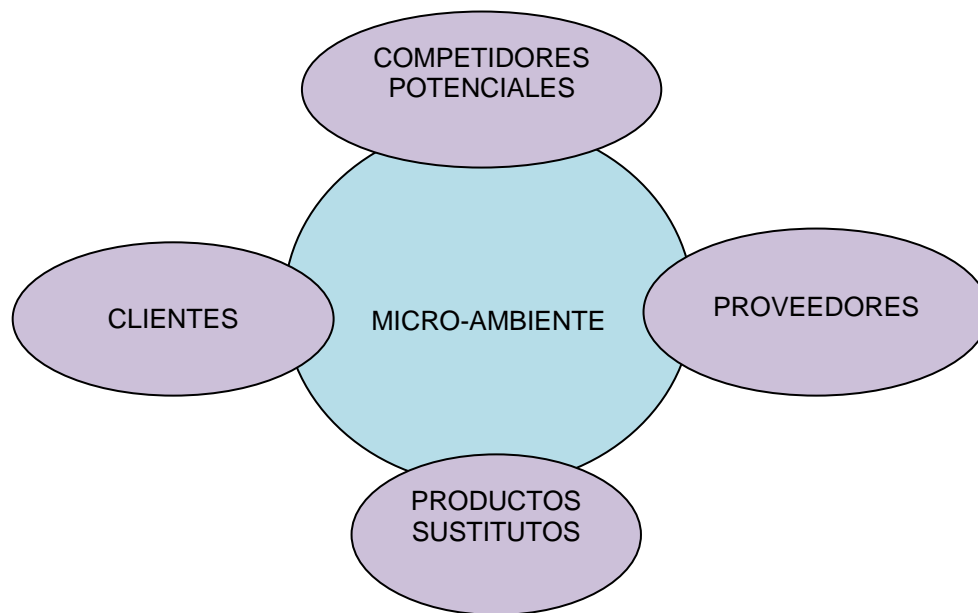 COMPETIDORES
POTENCIALES
CLIENTES
MICRO-AMBIENTE
PROVEEDORES
PRODUCTOS
SUSTITUTOS